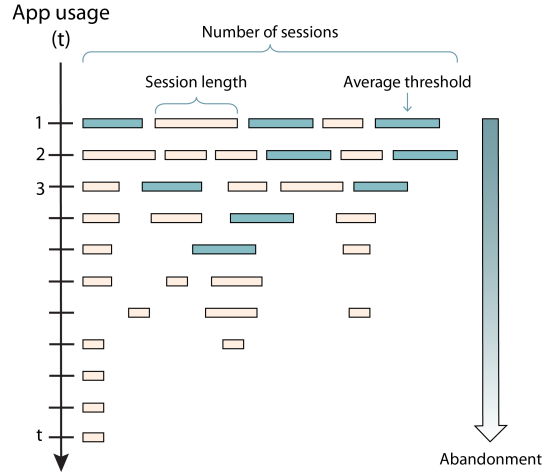 App usage
(t)
Number of sessions
Session length
Average threshold
1
2
3
t
Abandonment